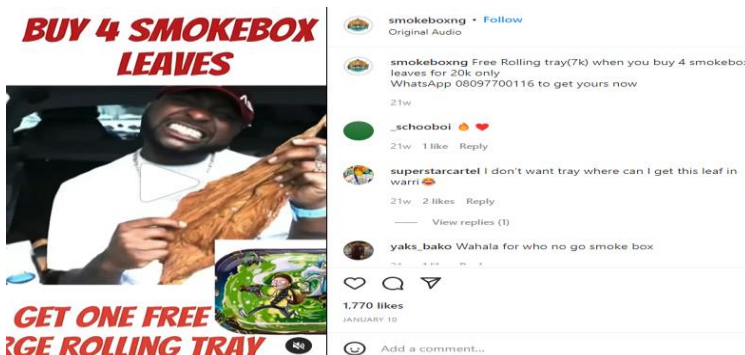 BUY 4 SMOKEBOX
LEAVES
GET ONE FREE
RGE ROLLING TRAY
smokeboxng • Follow
Original Audio
smokeboxng Free Rolling tray(7k) when you buy 4 smokebox
leaves for 20k only
WhatsApp 08097700116 to get yours now
21w
_schooboi 🔥 ❤️
21w 1 like Reply
superstarcartel I don't want tray where can I get this leaf in
warri😂
21w 2 likes Reply
View replies (1)
yaks_bako Wahala for who no go smoke box
1,770 likes
JANUARY 10
Add a comment...